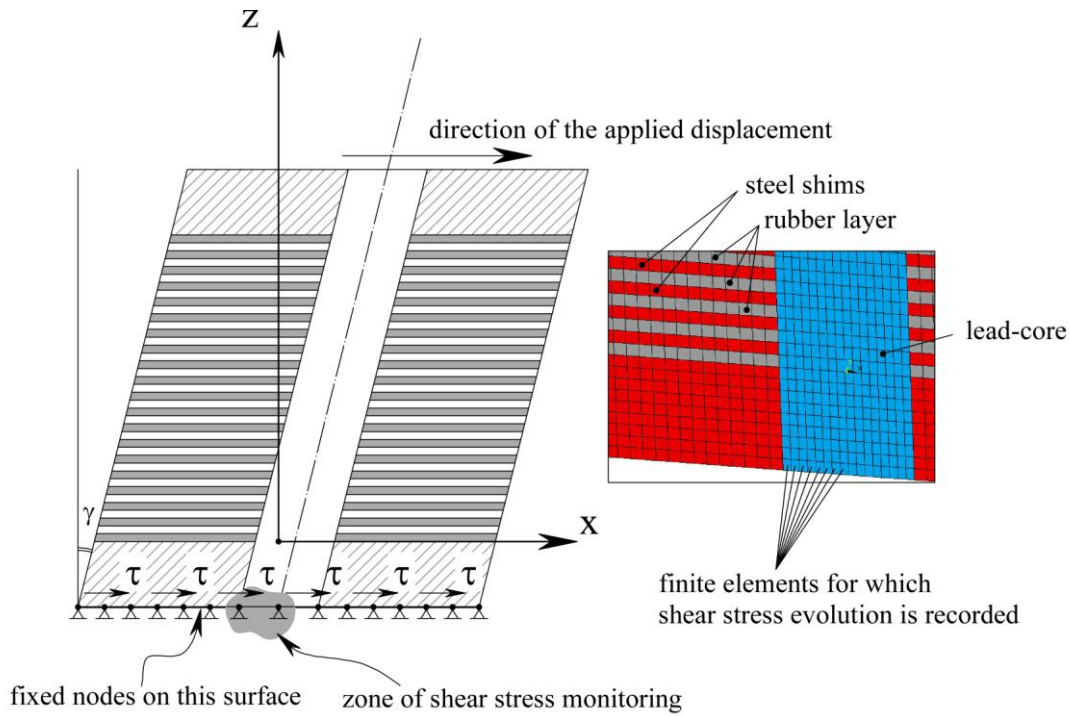 z
direction of the applied displacement
steel shims
rubber layer
lead-core
γ
x
τ τ τ τ τ τ
finite elements for which
shear stress evolution is recorded
fixed nodes on this surface
zone of shear stress monitoring